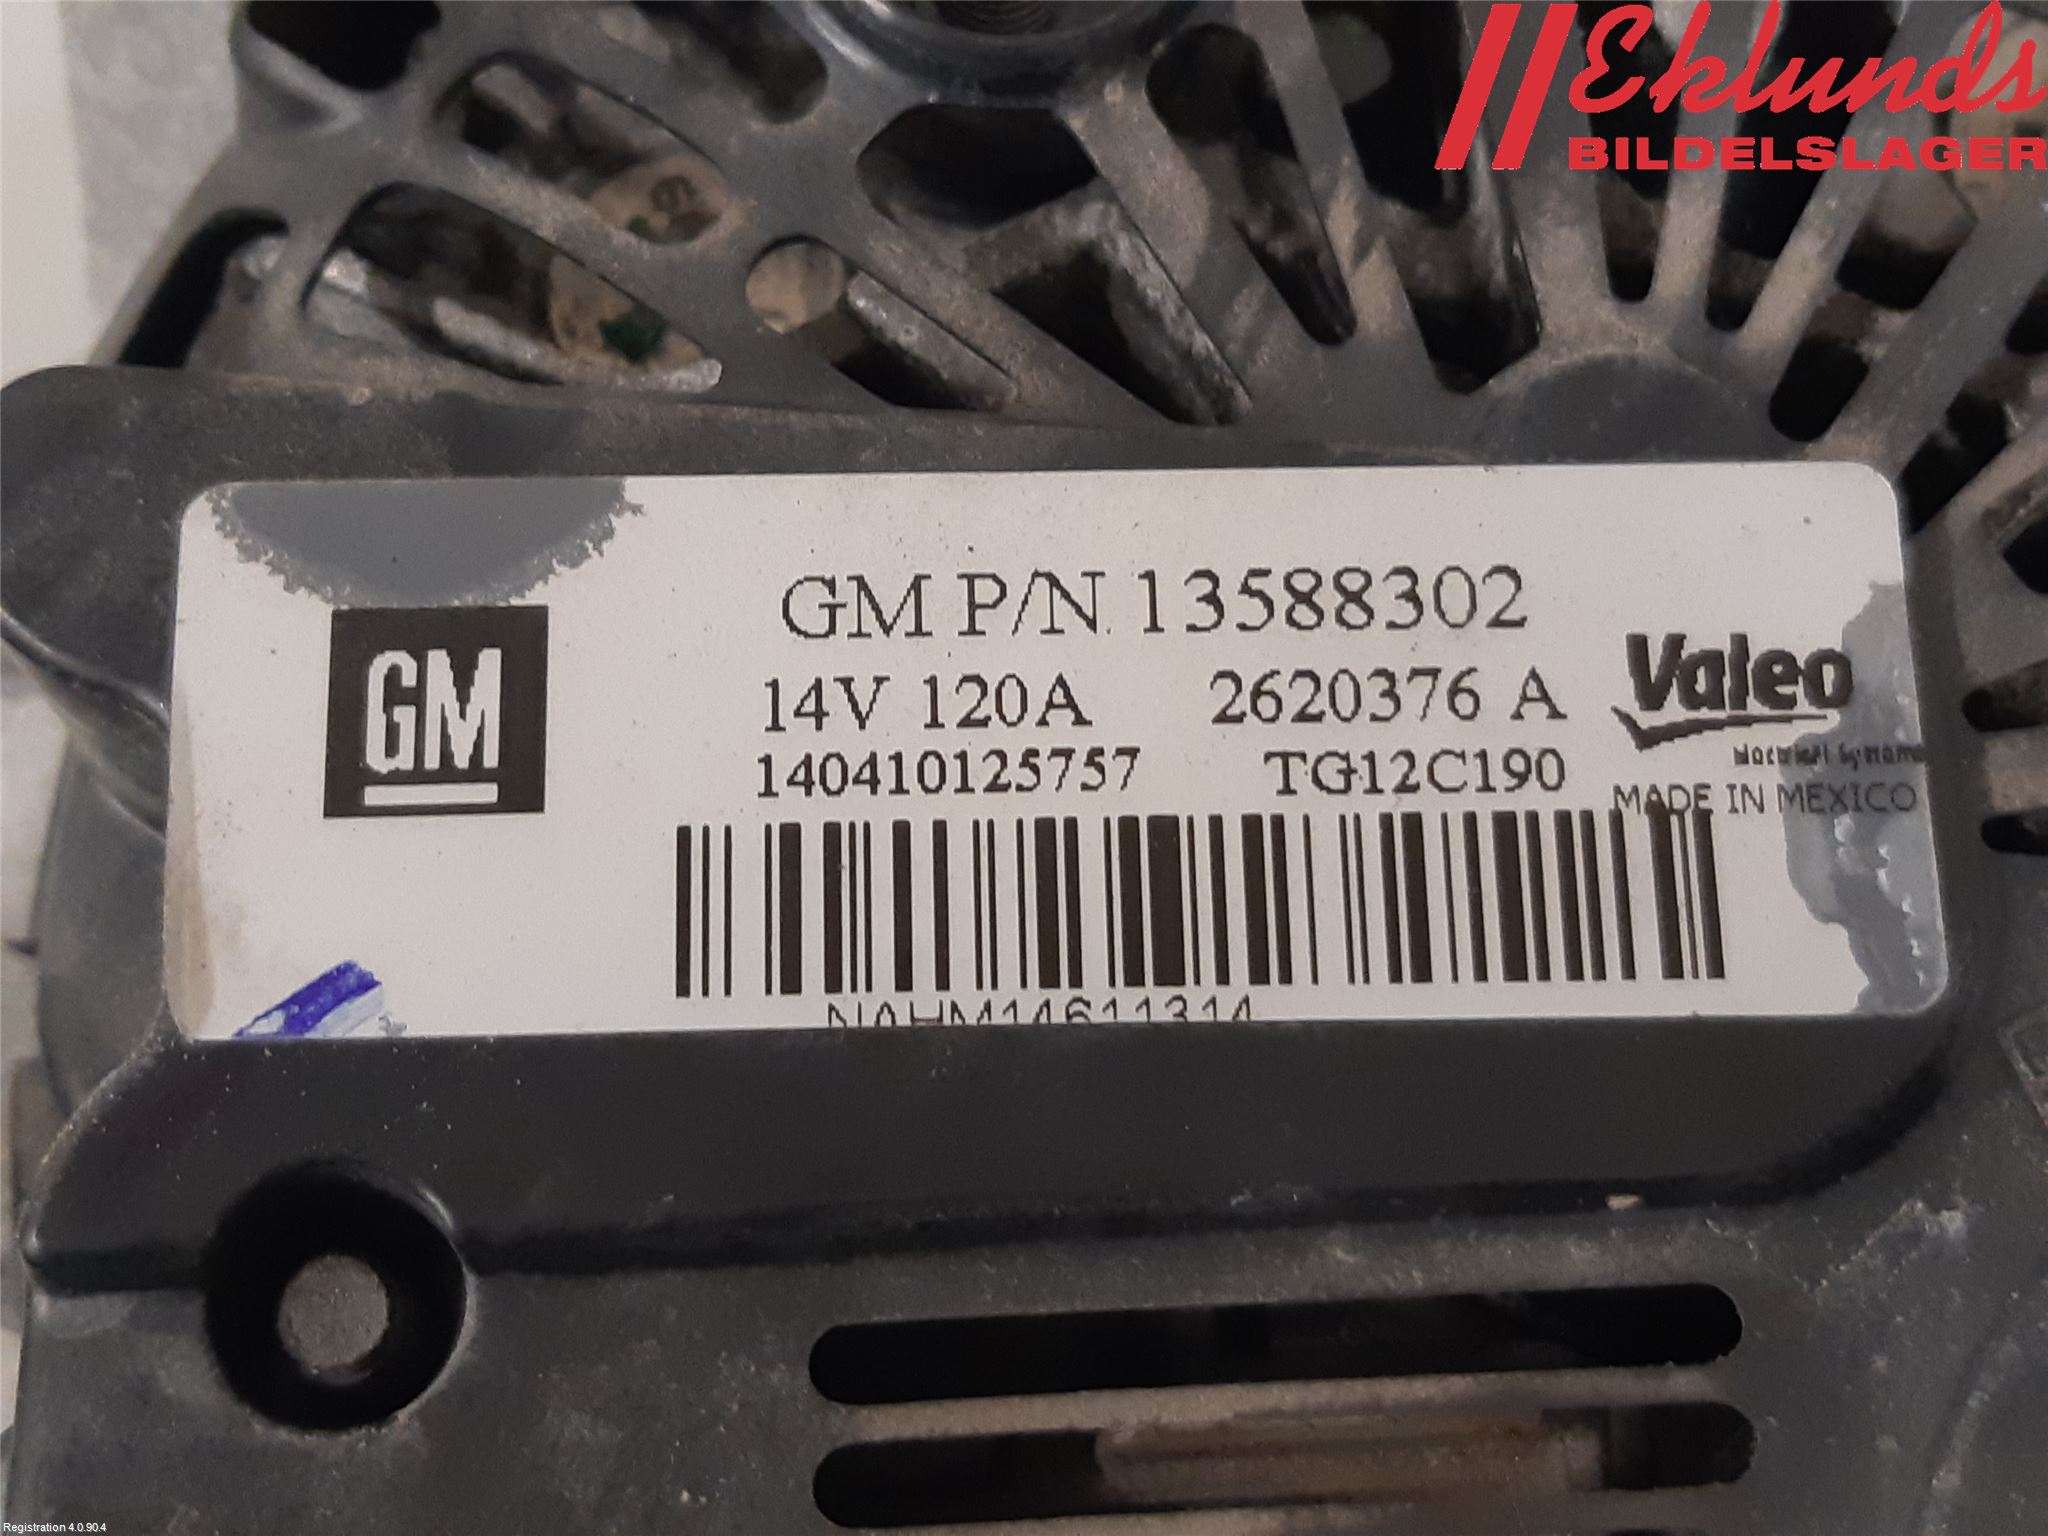 Eklunds
BILDELSLAGER
GM P/N 13588302
GM
14V 120A 2620376 A
Valeo
140410125757 TG12C190
MADE IN MEXICO
NAHM14611314
Registration 4.0.90.4